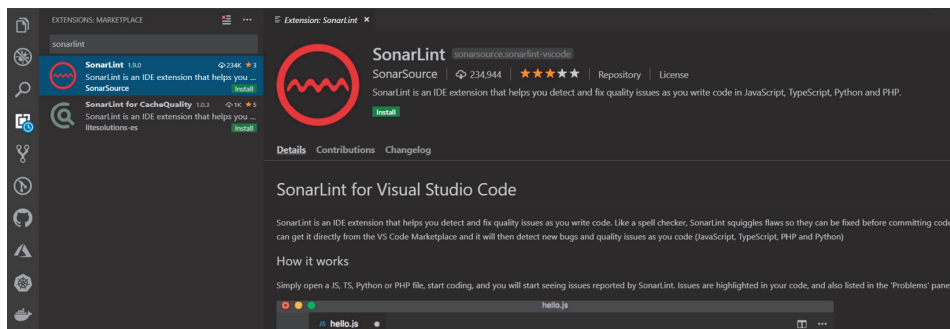 EXTENSIONS: MARKETPLACE
sonarlint
SonarLint 1.9.0 234K ★3
SonarLint is an IDE extension that helps you ...
SonarSource Install
SonarLint for CacheQuality 1.0.3 1K ★5
SonarLint is an IDE extension that helps you ...
litesolutions-es Install
Extension: SonarLint ×
SonarLint sonarsource.sonarlint-vscode
SonarSource | 234,944 | ★★★★★ | Repository | License
SonarLint is an IDE extension that helps you detect and fix quality issues as you write code in JavaScript, TypeScript, Python and PHP.
Install
Details Contributions Changelog
SonarLint for Visual Studio Code
SonarLint is an IDE extension that helps you detect and fix quality issues as you write code. Like a spell checker, SonarLint squiggles flaws so they can be fixed before committing code
can get it directly from the VS Code Marketplace and it will then detect new bugs and quality issues as you code (JavaScript, TypeScript, PHP and Python)
How it works
Simply open a JS, TS, Python or PHP file, start coding, and you will start seeing issues reported by SonarLint. Issues are highlighted in your code, and also listed in the 'Problems' pane
hello.js
JS hello.js ●